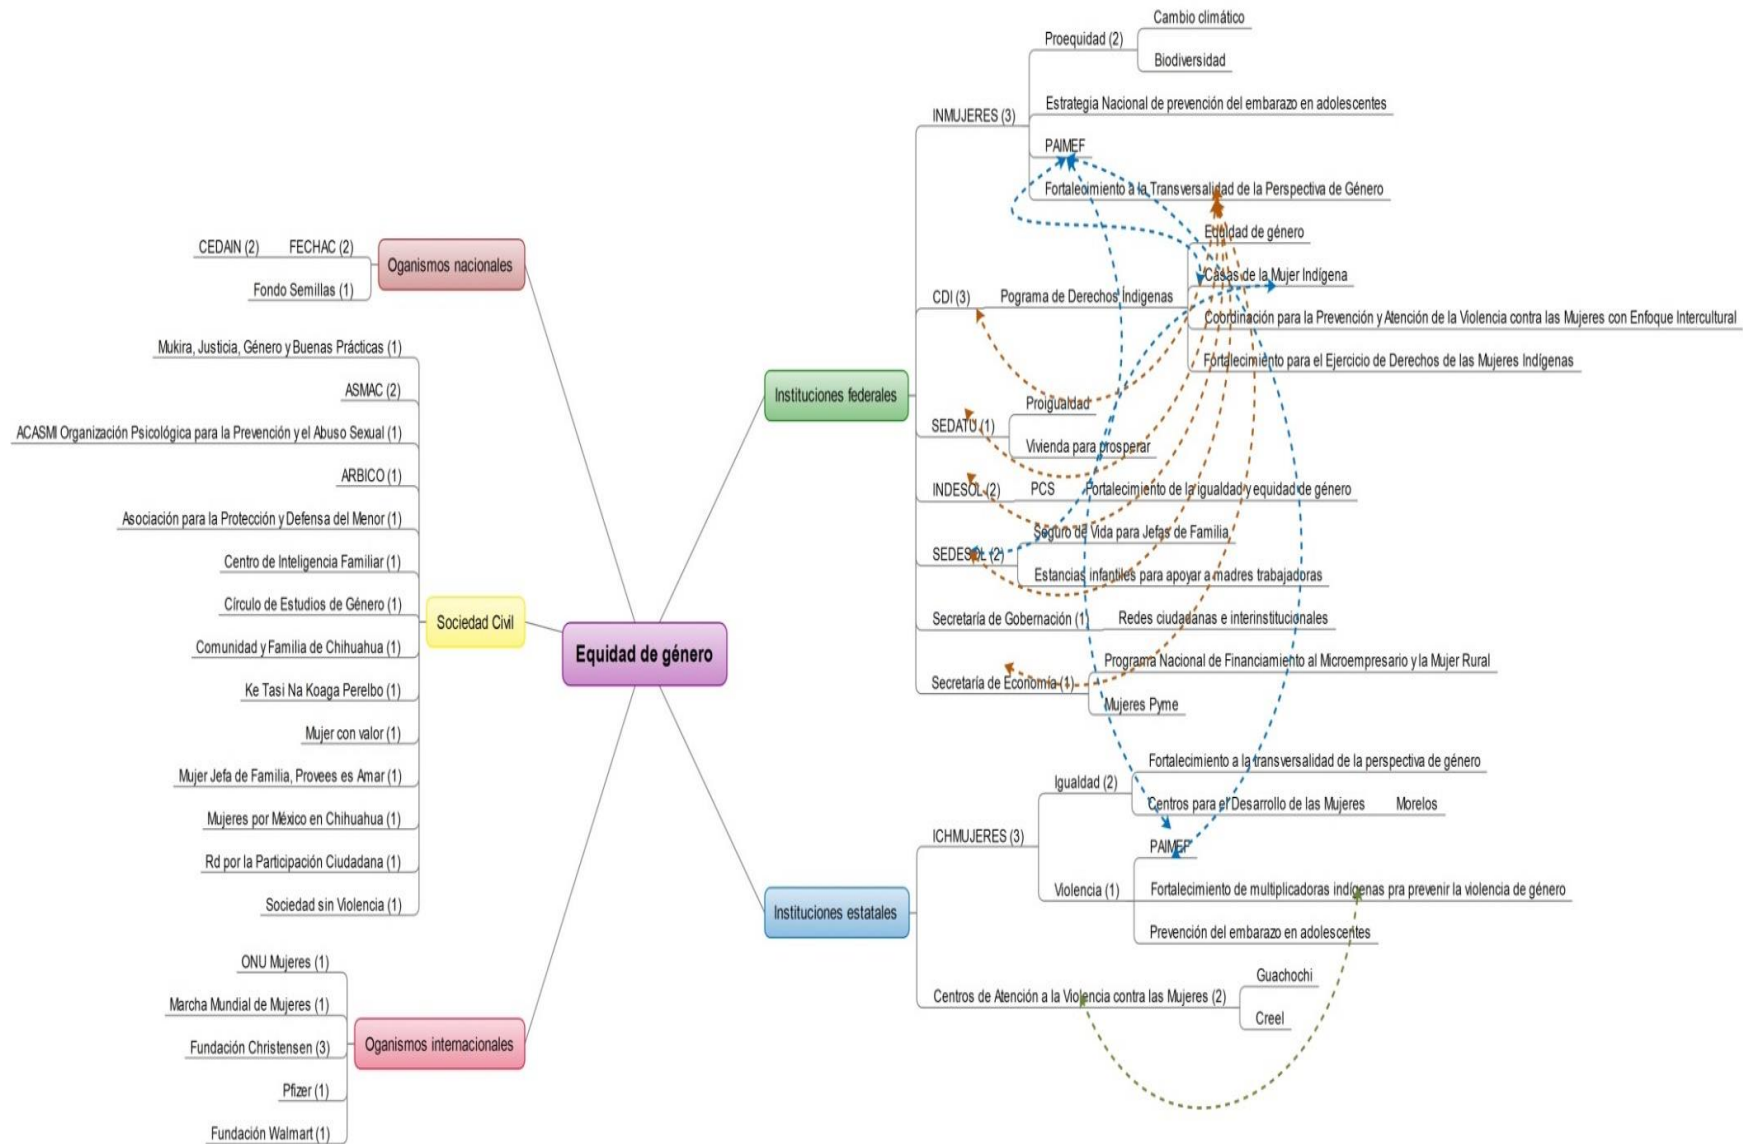 Equidad de género
Oganismos nacionales
CEDAIN (2) FECHAC (2)
Fondo Semillas (1)
Sociedad Civil
Mukira, Justicia, Género y Buenas Prácticas (1)
ASMAC (2)
ACASMI Organización Psicológica para la Prevención y el Abuso Sexual (1)
ARBICO (1)
Asociación para la Protección y Defensa del Menor (1)
Centro de Inteligencia Familiar (1)
Círculo de Estudios de Género (1)
Comunidad y Familia de Chihuahua (1)
Ke Tasi Na Koaga Perelbo (1)
Mujer con valor (1)
Mujer Jefa de Familia, Provees es Amar (1)
Mujeres por México en Chihuahua (1)
Rd por la Participación Ciudadana (1)
Sociedad sin Violencia (1)
Oganismos internacionales
ONU Mujeres (1)
Marcha Mundial de Mujeres (1)
Fundación Christensen (3)
Pfizer (1)
Fundación Walmart (1)
Instituciones federales
INMUJERES (3)
Proequidad (2)
Cambio climático
Biodiversidad
Estrategia Nacional de prevención del embarazo en adolescentes
PAIMEF
Fortalecimiento a la Transversalidad de la Perspectiva de Género
CDI (3)
Pograma de Derechos Índigenas
Equidad de género
Casas de la Mujer Indígena
Coordinación para la Prevención y Atención de la Violencia contra las Mujeres con Enfoque Intercultural
Fortalecimiento para el Ejercicio de Derechos de las Mujeres Indígenas
SEDATU (1)
Proigualdad
Vivienda para prosperar
INDESOL (2) PCS Fortalecimiento de la igualdad y equidad de género
SEDESOL (2)
Seguro de Vida para Jefas de Familia
Estancias infantiles para apoyar a madres trabajadoras
Secretaría de Gobernación (1) Redes ciudadanas e interinstitucionales
Secretaría de Economía (1)
Programa Nacional de Financiamiento al Microempresario y la Mujer Rural
Mujeres Pyme
Instituciones estatales
ICHMUJERES (3)
Igualdad (2)
Fortalecimiento a la transversalidad de la perspectiva de género
Centros para el Desarrollo de las Mujeres Morelos
Violencia (1)
PAIMEF
Fortalecimiento de multiplicadoras indígenas pra prevenir la violencia de género
Prevención del embarazo en adolescentes
Centros de Atención a la Violencia contra las Mujeres (2)
Guachochi
Creel